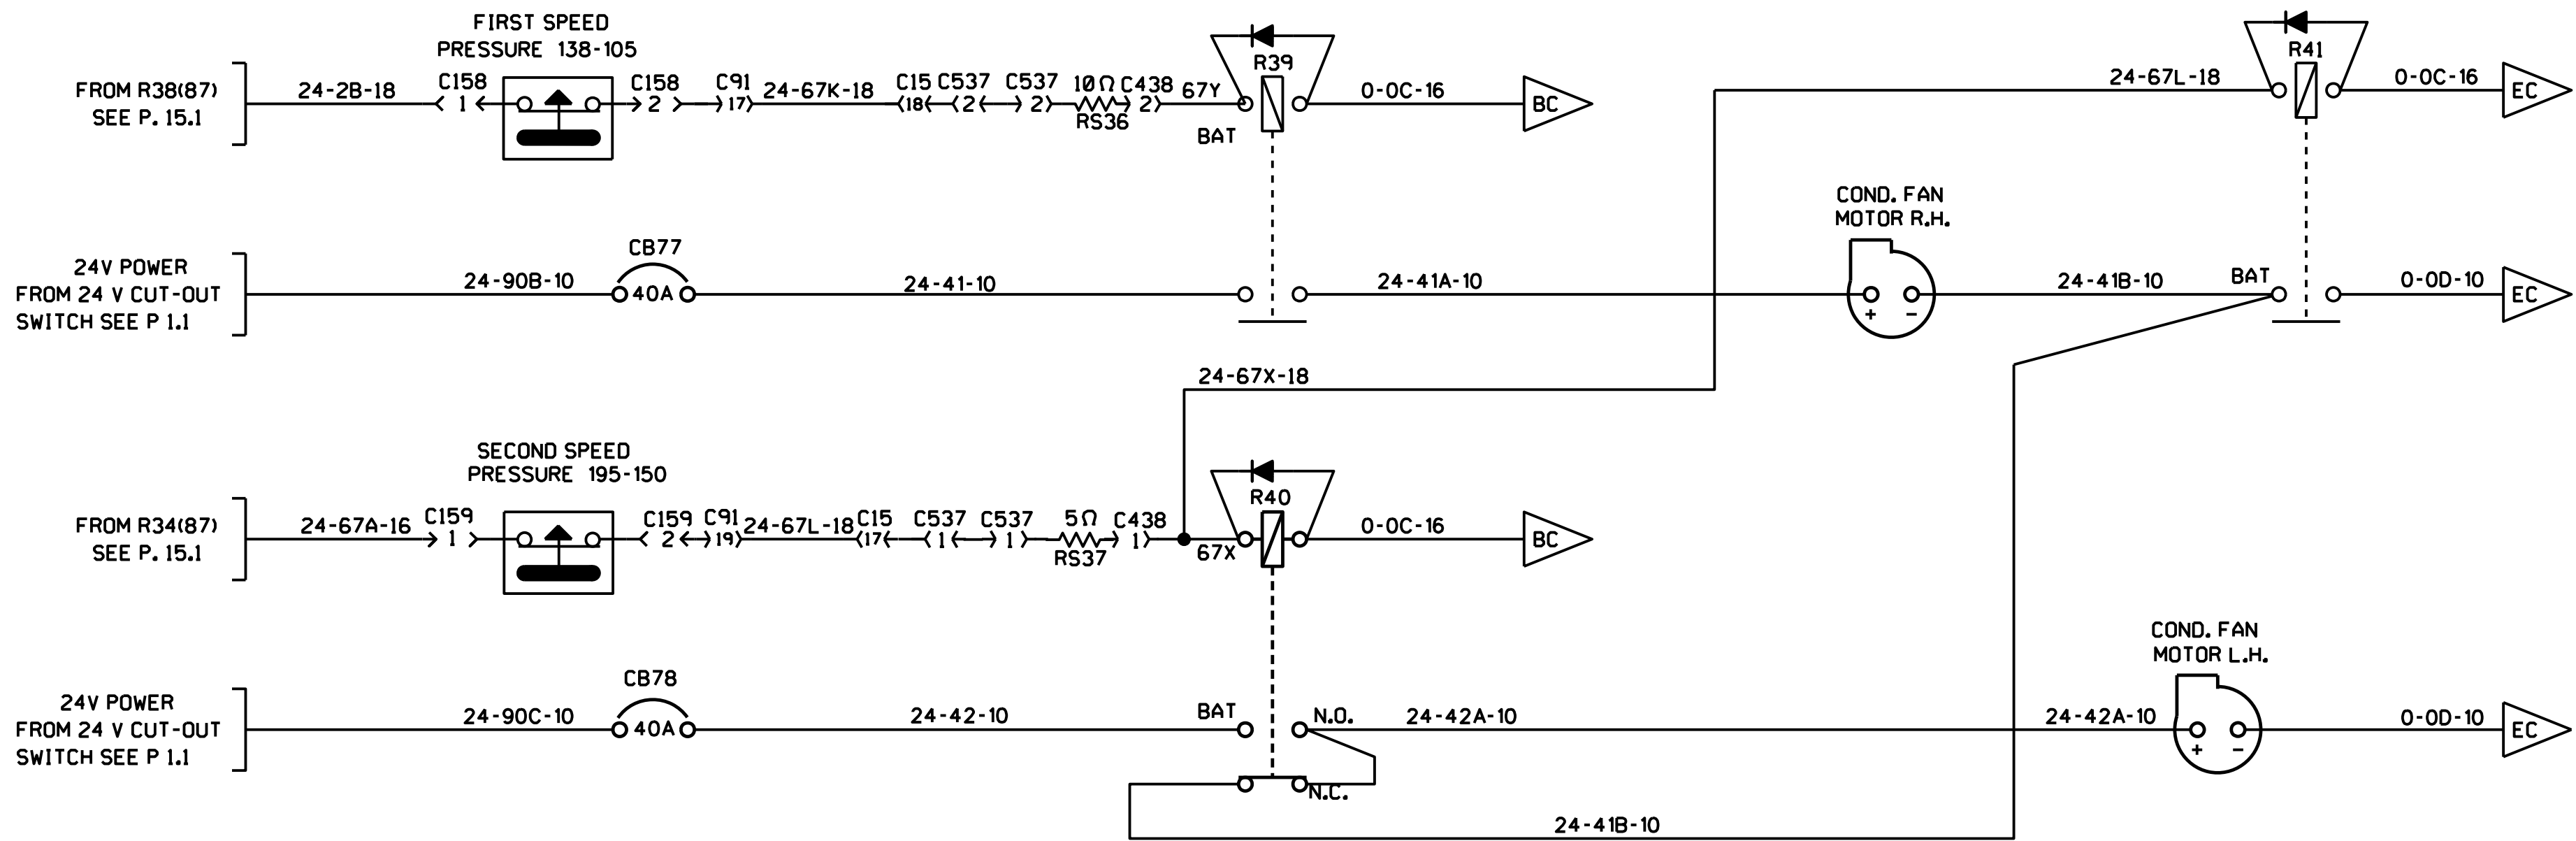 FIRST SPEED
PRESSURE 138-105
FROM R38(87)
SEE P. 15.1
24-2B-18
C158
1
C158
2
C91
17
24-67K-18
C15
18
C537
2
C537
2
10Ω
RS36
C438
2
67Y
BAT
R39
0-0C-16
BC
24-67L-18
R41
0-0C-16
EC
24V POWER
FROM 24 V CUT-OUT
SWITCH SEE P 1.1
24-90B-10
CB77
40A
24-41-10
24-41A-10
COND. FAN
MOTOR R.H.
+ -
24-41B-10
BAT
0-0D-10
EC
24-67X-18
SECOND SPEED
PRESSURE 195-150
FROM R34(87)
SEE P. 15.1
24-67A-16
C159
1
C159
2
C91
19
24-67L-18
C15
17
C537
1
C537
1
5Ω
RS37
C438
1
67X
R40
0-0C-16
BC
24V POWER
FROM 24 V CUT-OUT
SWITCH SEE P 1.1
24-90C-10
CB78
40A
24-42-10
BAT
N.O.
24-42A-10
24-42A-10
COND. FAN
MOTOR L.H.
+ -
0-0D-10
EC
N.C.
24-41B-10